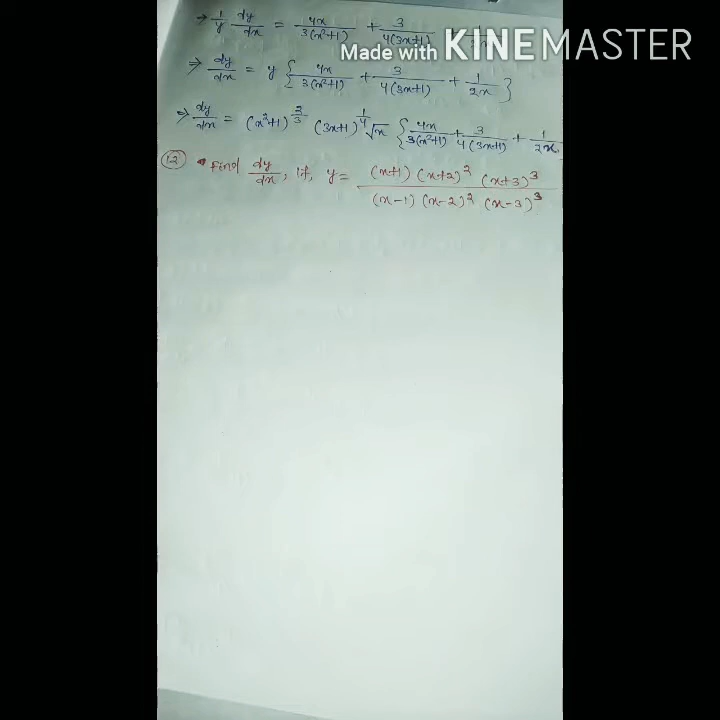 ⇒ 1/y dy/dx = 4x/3(x²+1) + 3/4(3x+1) + 1/2x
Made with KINEMASTER
⇒ dy/dx = y { 4x/3(x²+1) + 3/4(3x+1) + 1/2x }
⇒ dy/dx = (x²+1)^2/3 (3x+1)^1/4 √x { 4x/3(x²+1) + 3/4(3x+1) + 1/2x
12 • Find dy/dx, if, y = (x+1) (x+2)² (x+3)³ / (x-1) (x-2)² (x-3)³